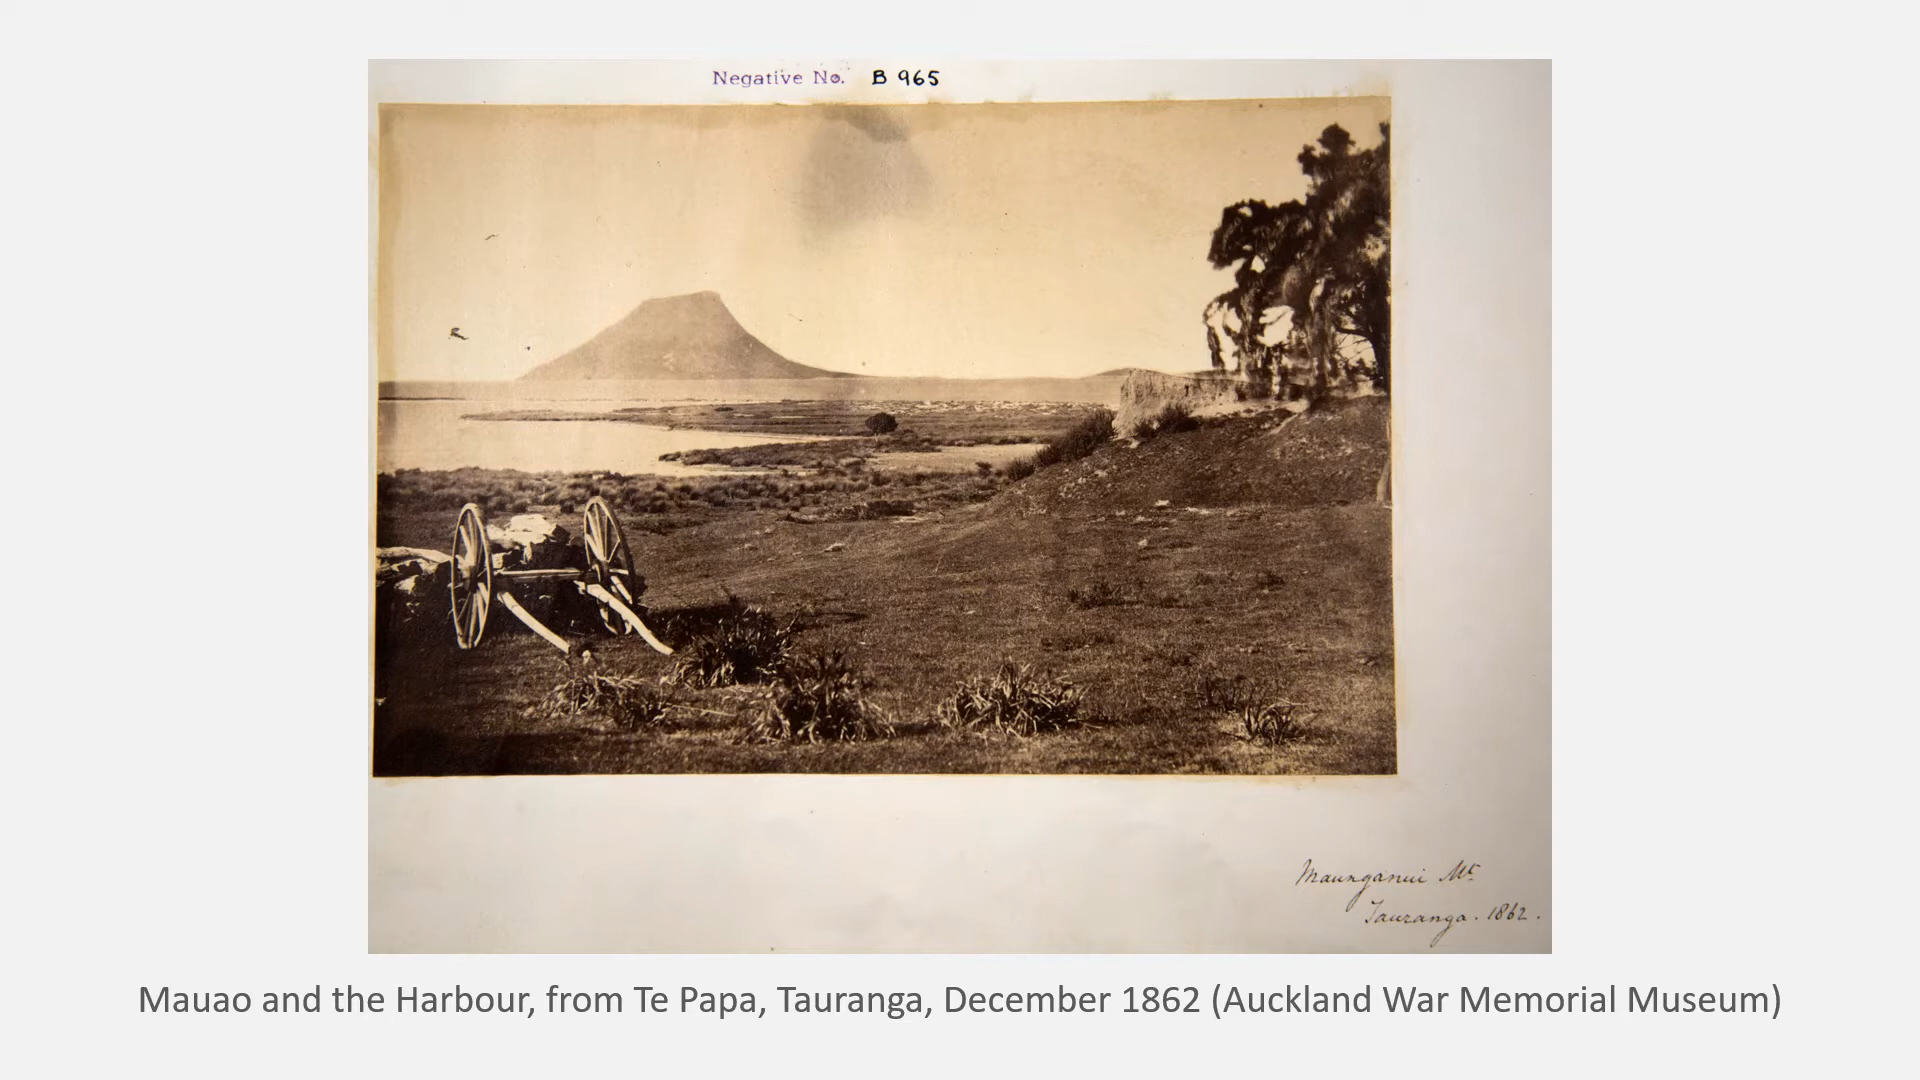 Negative No. B 965
Maunganui Mt
Tauranga. 1862.
Mauao and the Harbour, from Te Papa, Tauranga, December 1862 (Auckland War Memorial Museum)